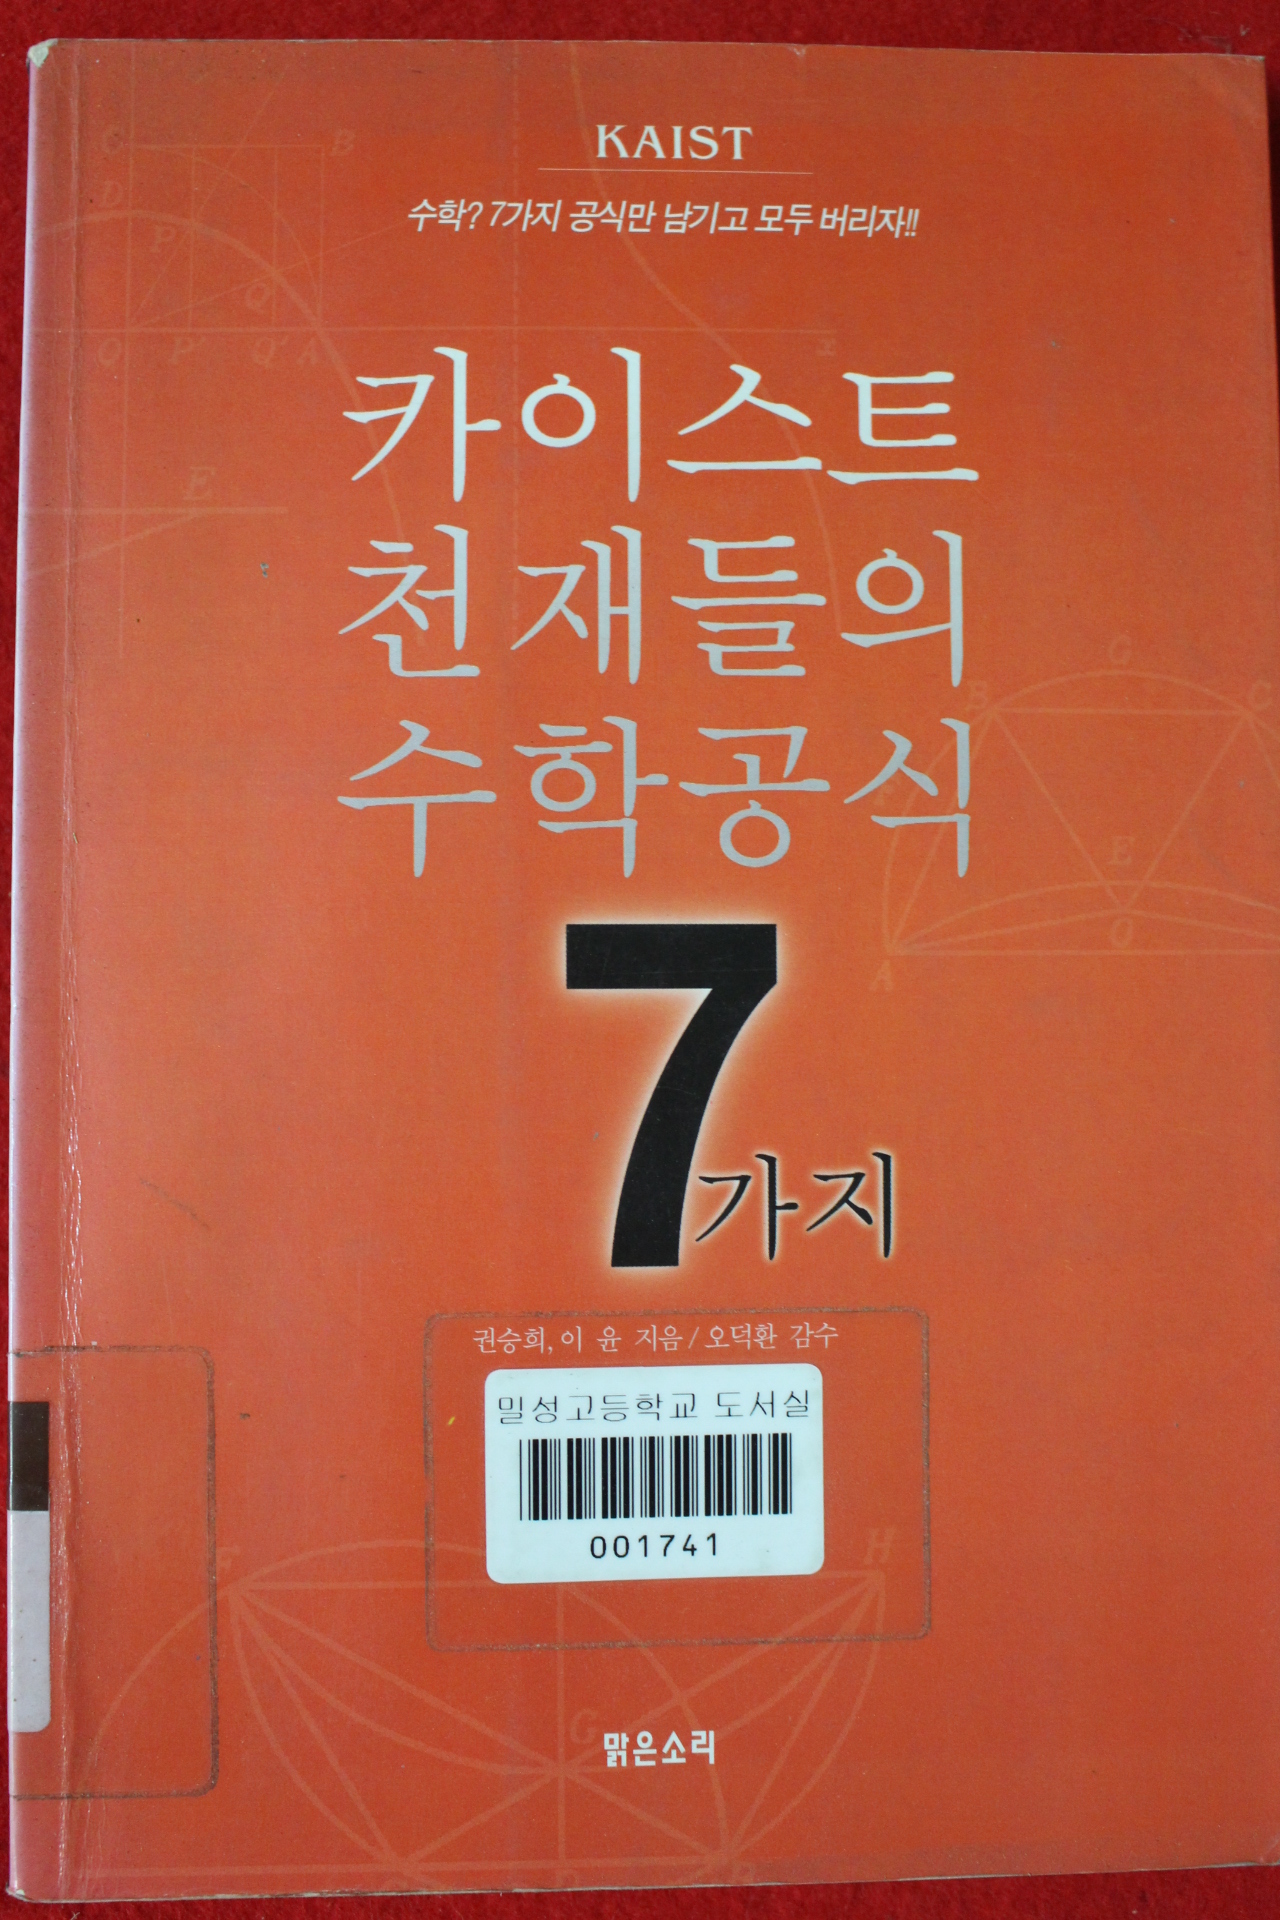 KAIST
수학? 7가지 공식만 남기고 모두 버리자!!
카이스트
천재들의
수학공식
7가지
권승희, 이 윤 지음 / 오덕환 감수
밀성고등학교 도서실
001741
맑은소리